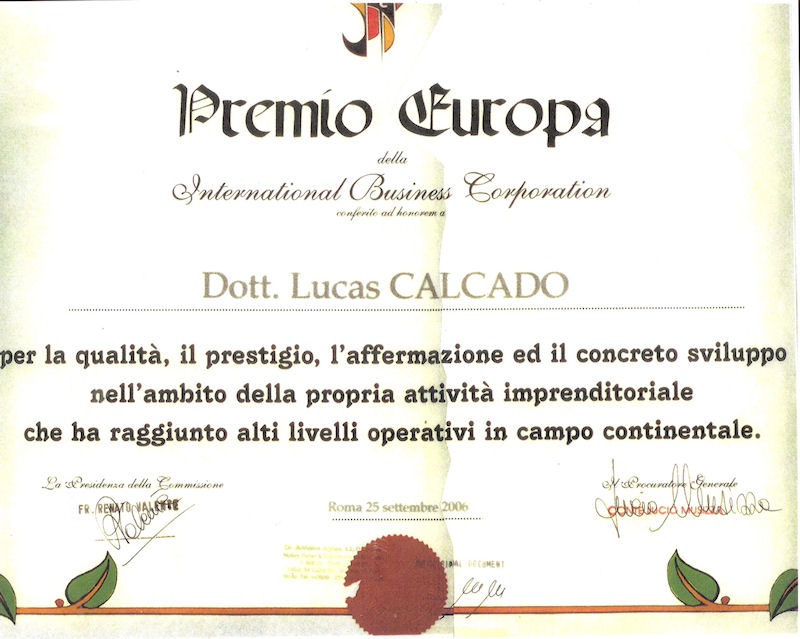 Premio Europa
della
International Business Corporation
conferito ad honorem a
Dott. Lucas CALCADO
per la qualità, il prestigio, l'affermazione ed il concreto sviluppo
nell'ambito della propria attività imprenditoriale
che ha raggiunto alti livelli operativi in campo continentale.
La Presidenza della Commissione
Il Procuratore Generale
FR. RENATO VALENTE
Roma 25 settembre 2006
CONTE LUCIO
DOCUMENT